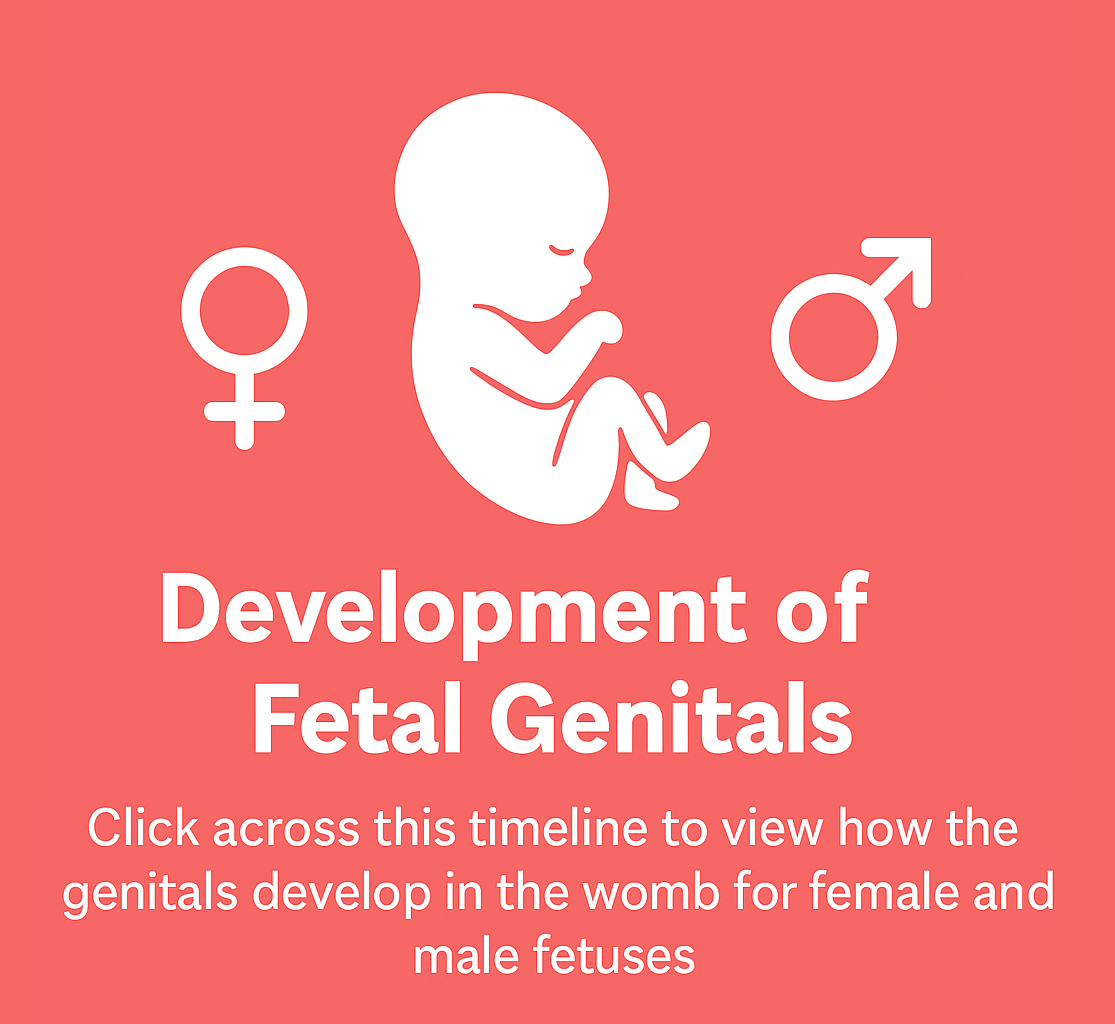 Development of
Fetal Genitals
Click across this timeline to view how the
genitals develop in the womb for female and
male fetuses